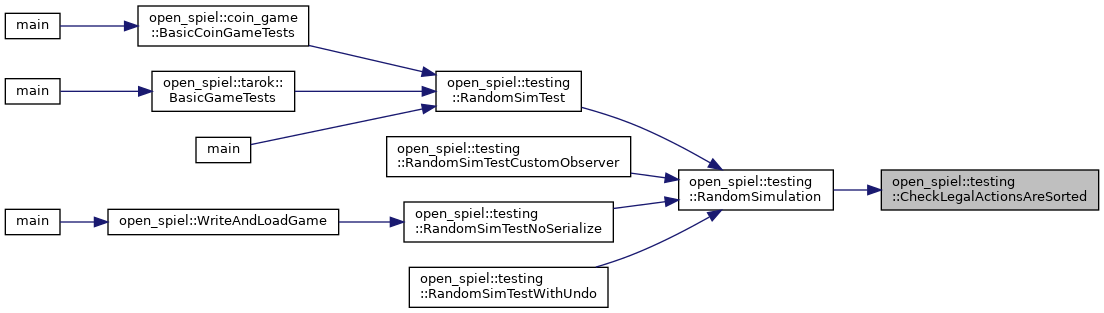 main
open_spiel::coin_game
::BasicCoinGameTests
main
open_spiel::tarok::
BasicGameTests
main
open_spiel::testing
::RandomSimTest
open_spiel::testing
::RandomSimTestCustomObserver
main
open_spiel::WriteAndLoadGame
open_spiel::testing
::RandomSimTestNoSerialize
open_spiel::testing
::RandomSimTestWithUndo
open_spiel::testing
::RandomSimulation
open_spiel::testing
::CheckLegalActionsAreSorted